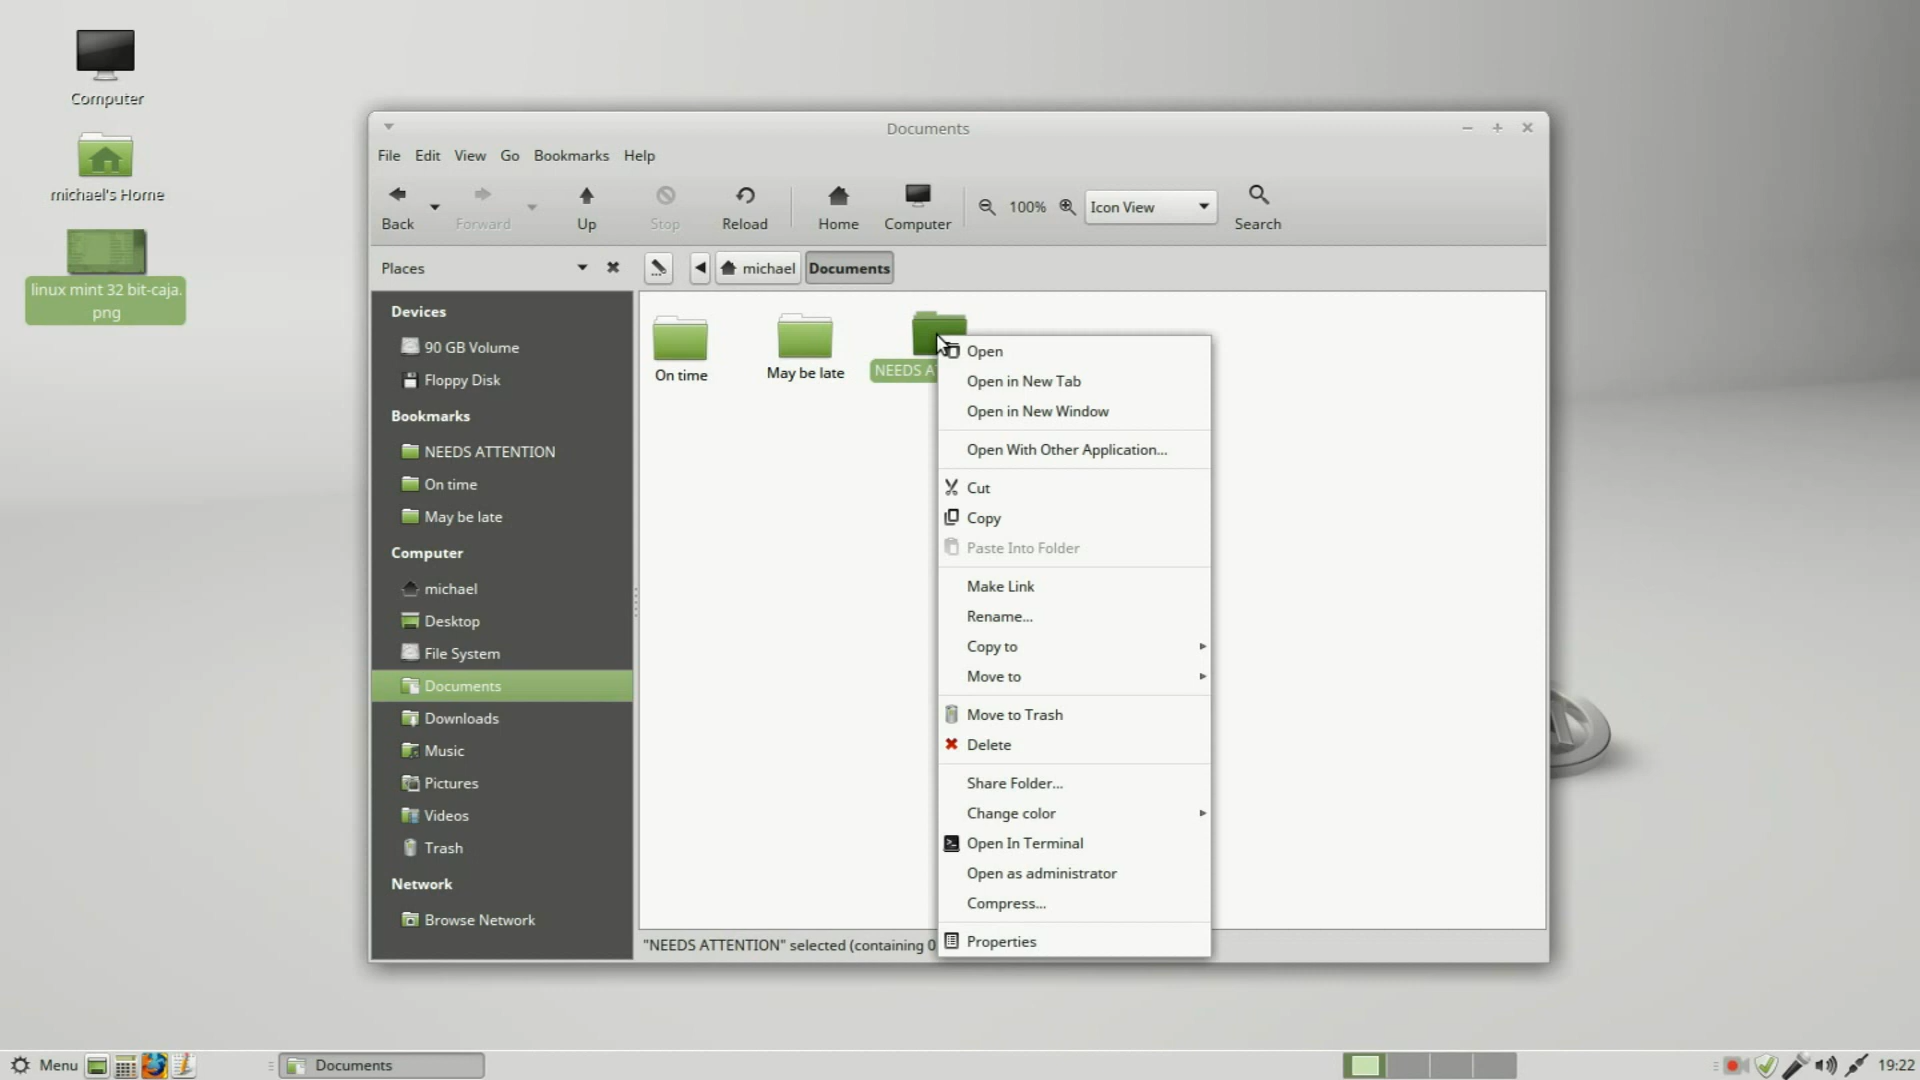 Computer
michael's Home
linux mint 32 bit-caja.
png
Documents
File Edit View Go Bookmarks Help
Back Forward Up Stop Reload Home Computer 100% Icon View Search
Places
michael Documents
Devices
90 GB Volume
Floppy Disk
Bookmarks
NEEDS ATTENTION
On time
May be late
Computer
michael
Desktop
File System
Documents
Downloads
Music
Pictures
Videos
Trash
Network
Browse Network
On time
May be late
NEEDS A
Open
Open in New Tab
Open in New Window
Open With Other Application...
Cut
Copy
Paste Into Folder
Make Link
Rename...
Copy to
Move to
Move to Trash
Delete
Share Folder...
Change color
Open In Terminal
Open as administrator
Compress...
Properties
"NEEDS ATTENTION" selected (containing 0
Menu
Documents
19:22